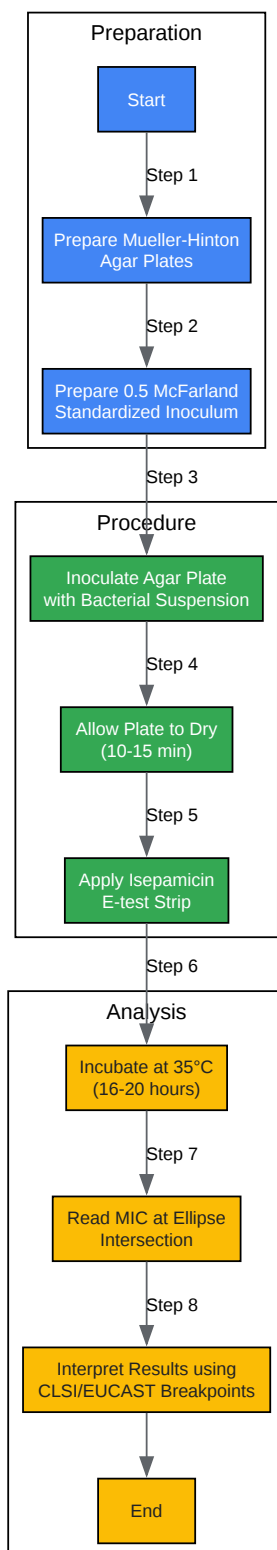 Preparation
Start
Step 1
Prepare Mueller-Hinton
Agar Plates
Step 2
Prepare 0.5 McFarland
Standardized Inoculum
Step 3
Procedure
Inoculate Agar Plate
with Bacterial Suspension
Step 4
Allow Plate to Dry
(10-15 min)
Step 5
Apply Isepamicin
E-test Strip
Step 6
Analysis
Incubate at 35°C
(16-20 hours)
Step 7
Read MIC at Ellipse
Intersection
Step 8
Interpret Results using
CLSI/EUCAST Breakpoints
End